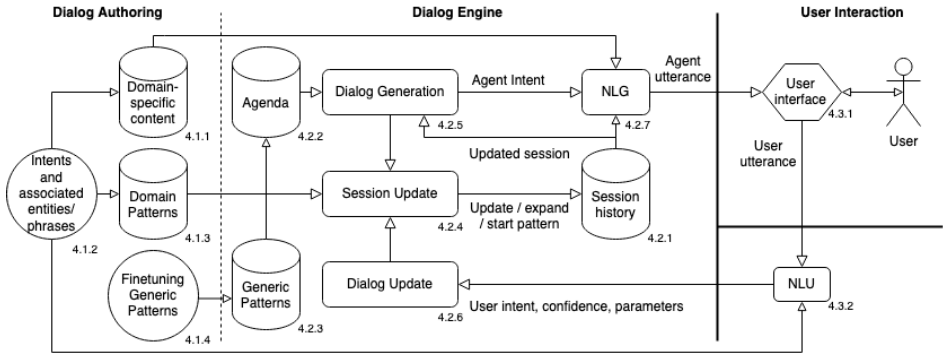 Dialog Authoring
Dialog Engine
User Interaction
Domain-
specific
content
4.1.1
Agenda
4.2.2
Dialog Generation
4.2.5
Agent Intent
NLG
4.2.7
Agent
utterance
User
interface
4.3.1
User
Updated session
User
utterance
Intents
and
associated
entities/
phrases
4.1.2
Domain
Patterns
4.1.3
Session Update
4.2.4
Update / expand
/ start pattern
Session
history
4.2.1
Finetuning
Generic
Patterns
4.1.4
Generic
Patterns
4.2.3
Dialog Update
4.2.6
User intent, confidence, parameters
NLU
4.3.2